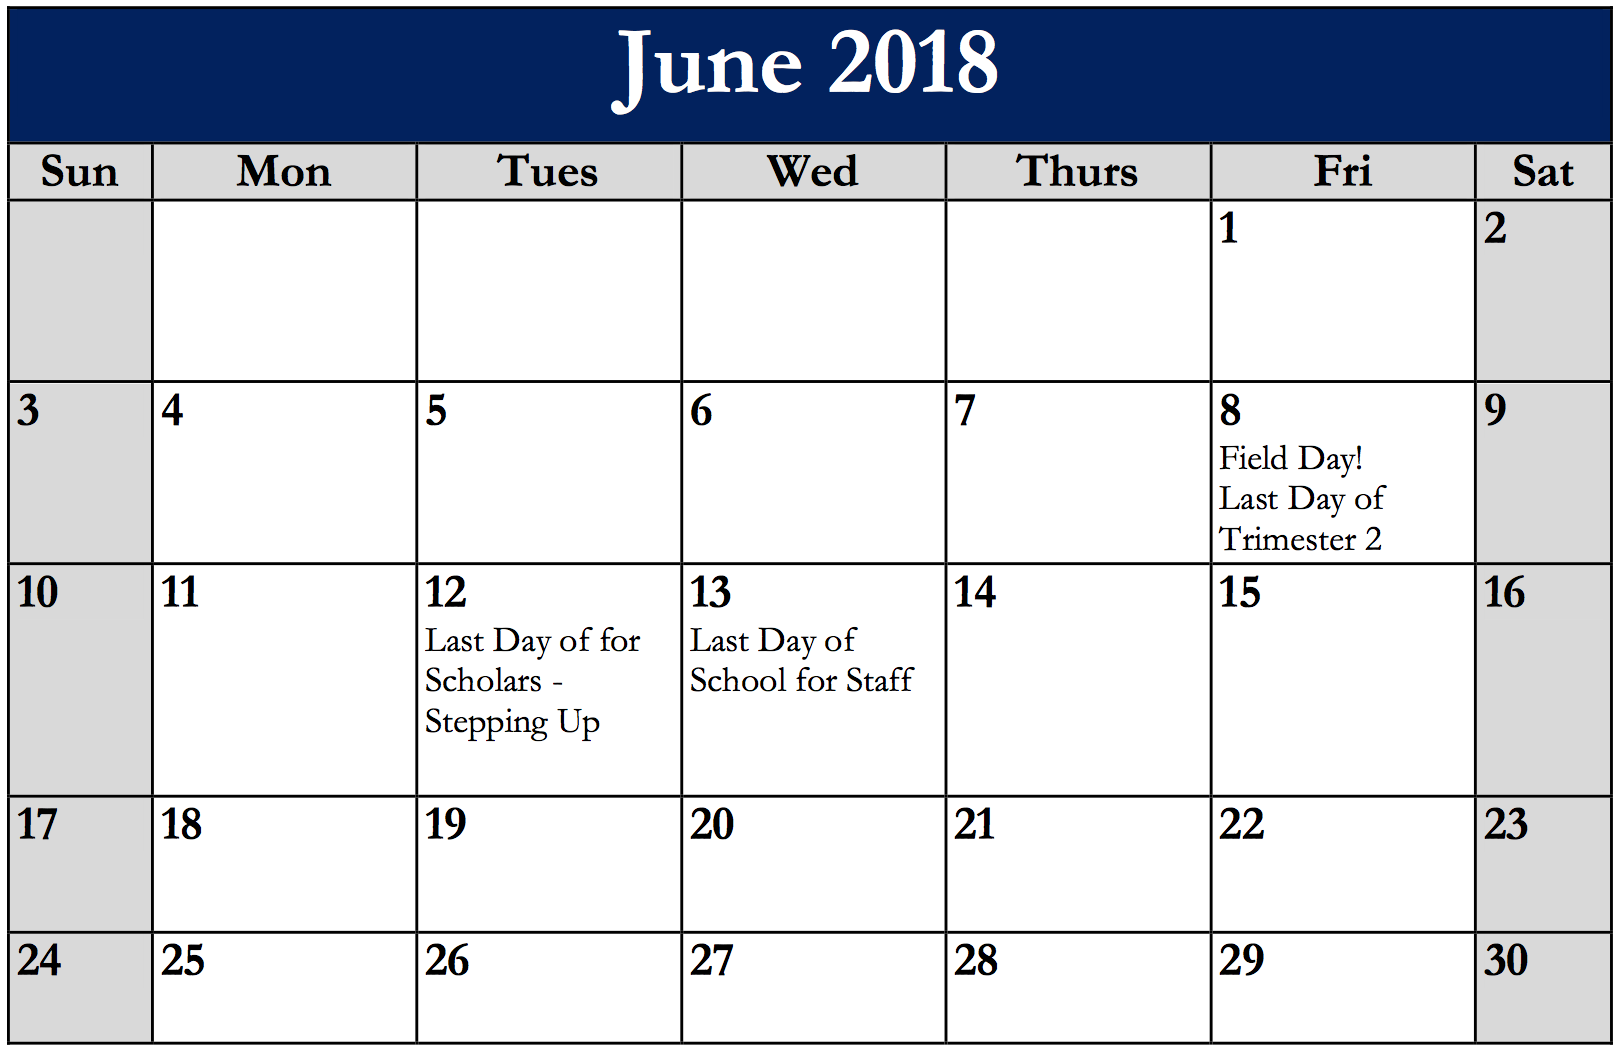 June 2018
Sun Mon Tues Wed Thurs Fri Sat
1 2
3 4 5 6 7 8 9
Field Day!
Last Day of
Trimester 2
10 11 12 13 14 15 16
Last Day of for
Scholars -
Stepping Up
Last Day of
School for Staff
17 18 19 20 21 22 23
24 25 26 27 28 29 30